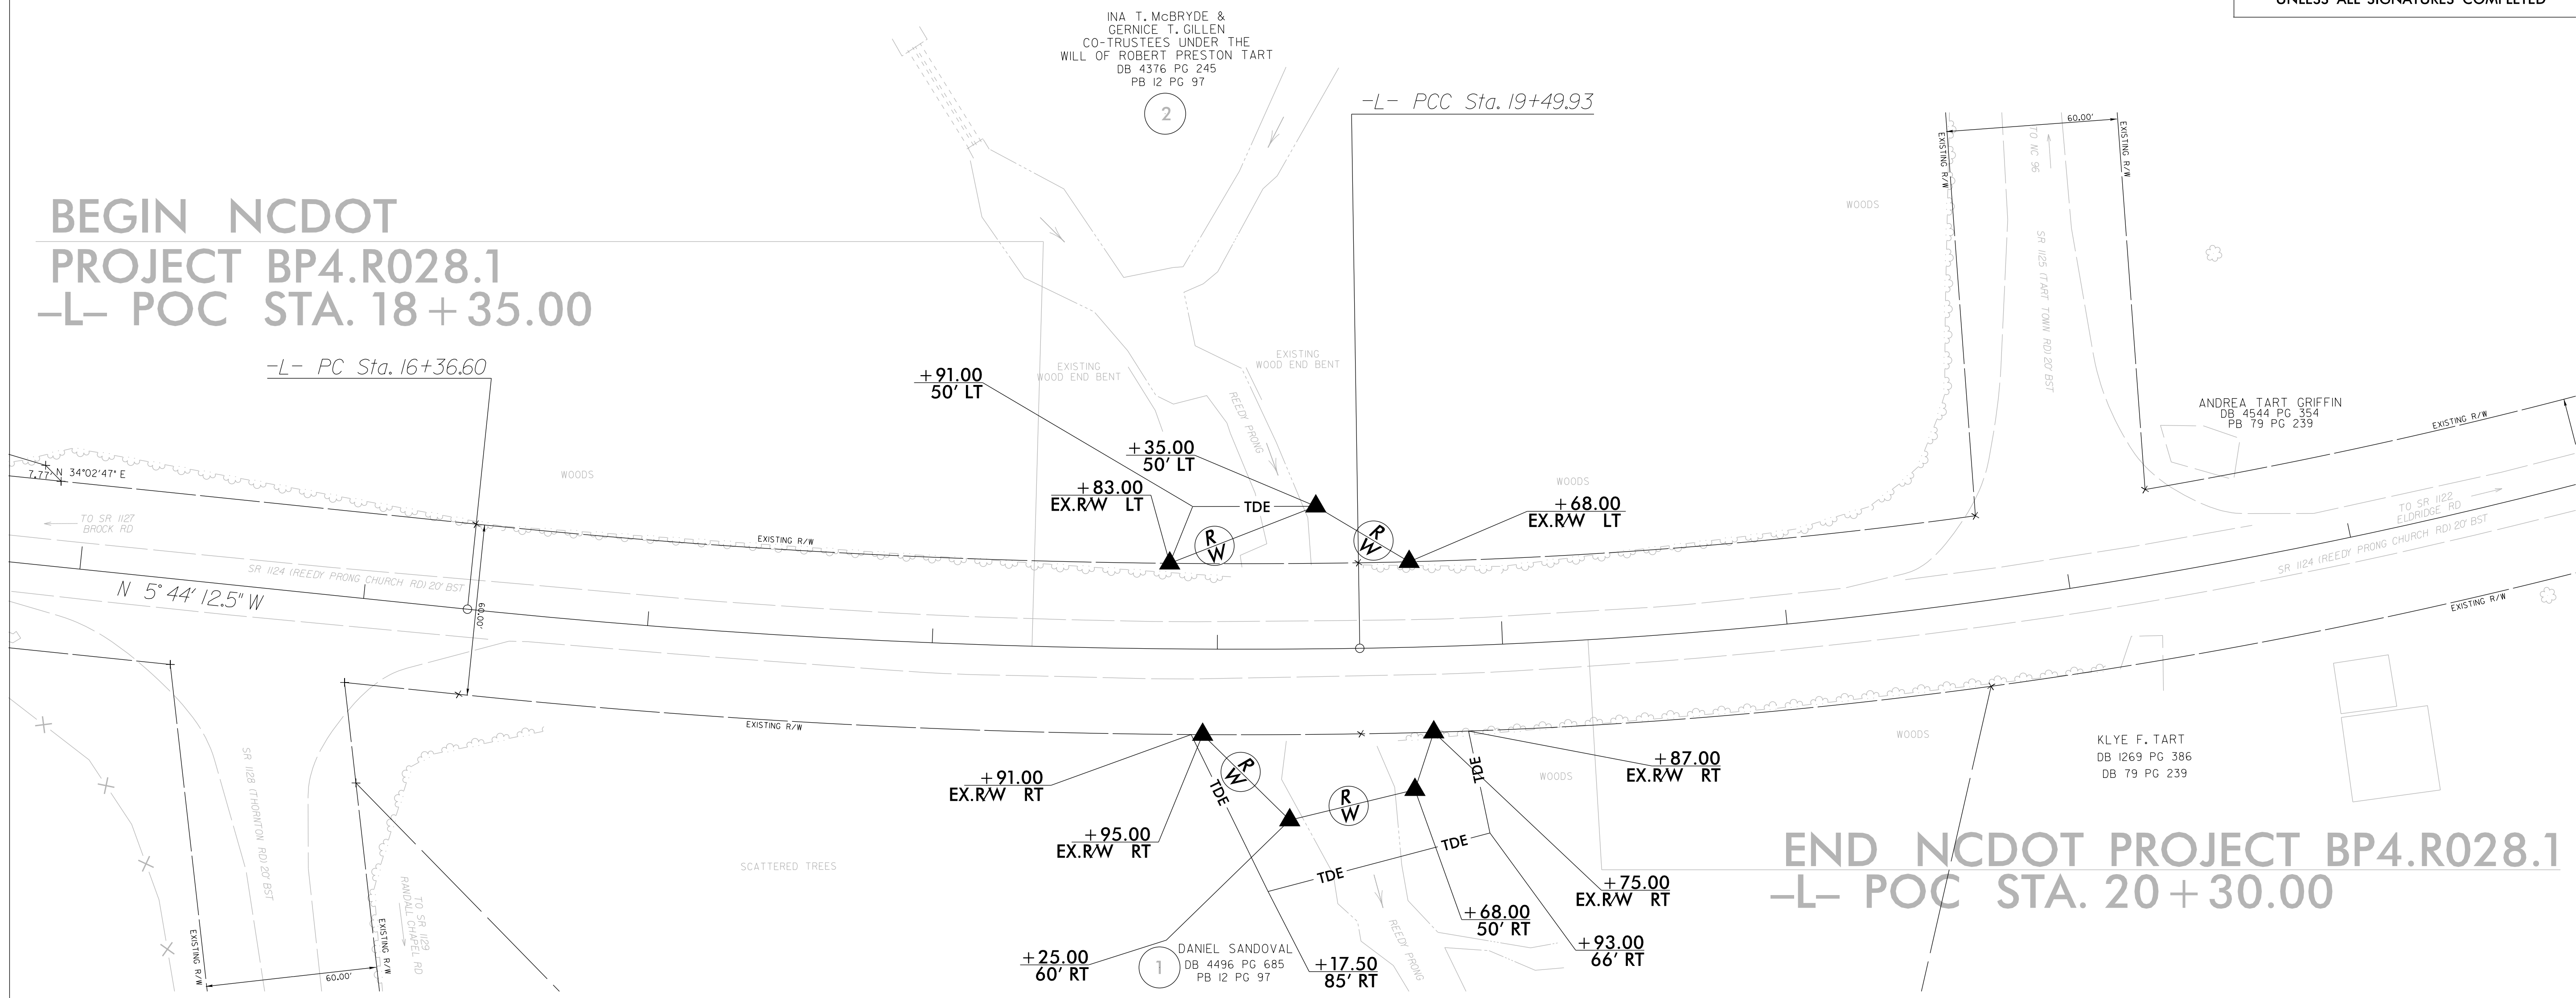 UNLESS ALL SIGNATURES COMPLETED
INA T. McBRYDE &
GERNICE T. GILLEN
CO-TRUSTEES UNDER THE
WILL OF ROBERT PRESTON TART
DB 4376 PG 245
PB 12 PG 97
2
-L- PCC Sta. 19+49.93
60.00'
EXISTING R/W
EXISTING R/W
TO NC 96
SR 1125 (TART TOWN RD) 20' BST
WOODS
BEGIN NCDOT
PROJECT BP4.R028.1
-L- POC STA. 18+35.00
-L- PC Sta. 16+36.60
EXISTING
WOOD END BENT
EXISTING
WOOD END BENT
REEDY PRONG
+91.00
50' LT
+35.00
50' LT
+83.00
EX.R/W LT
TDE
+68.00
EX.R/W LT
R
W
R
W
WOODS
WOODS
ANDREA TART GRIFFIN
DB 4544 PG 354
PB 79 PG 239
EXISTING R/W
7.77'
N 34°02'47" E
TO SR 1127
BROCK RD
EXISTING R/W
TO SR 1122
ELDRIDGE RD
SR 1124 (REEDY PRONG CHURCH RD) 20' BST
SR 1124 (REEDY PRONG CHURCH RD) 20' BST
N 5°44'12.5" W
60.00'
EXISTING R/W
EXISTING R/W
SR 1128 (THORNTON RD) 20' BST
+91.00
EX.R/W RT
+95.00
EX.R/W RT
R
W
TDE
R
W
TDE
TDE
TDE
+87.00
EX.R/W RT
WOODS
WOODS
KLYE F. TART
DB 1269 PG 386
DB 79 PG 239
SCATTERED TREES
END NCDOT PROJECT BP4.R028.1
-L- POC STA. 20+30.00
+75.00
EX.R/W RT
+68.00
50' RT
+93.00
66' RT
TO SR 1129
RANDALL CHAPEL RD
EXISTING R/W
EXISTING R/W
60.00'
+25.00
60' RT
1
DANIEL SANDOVAL
DB 4496 PG 685
PB 12 PG 97
+17.50
85' RT
REEDY PRONG